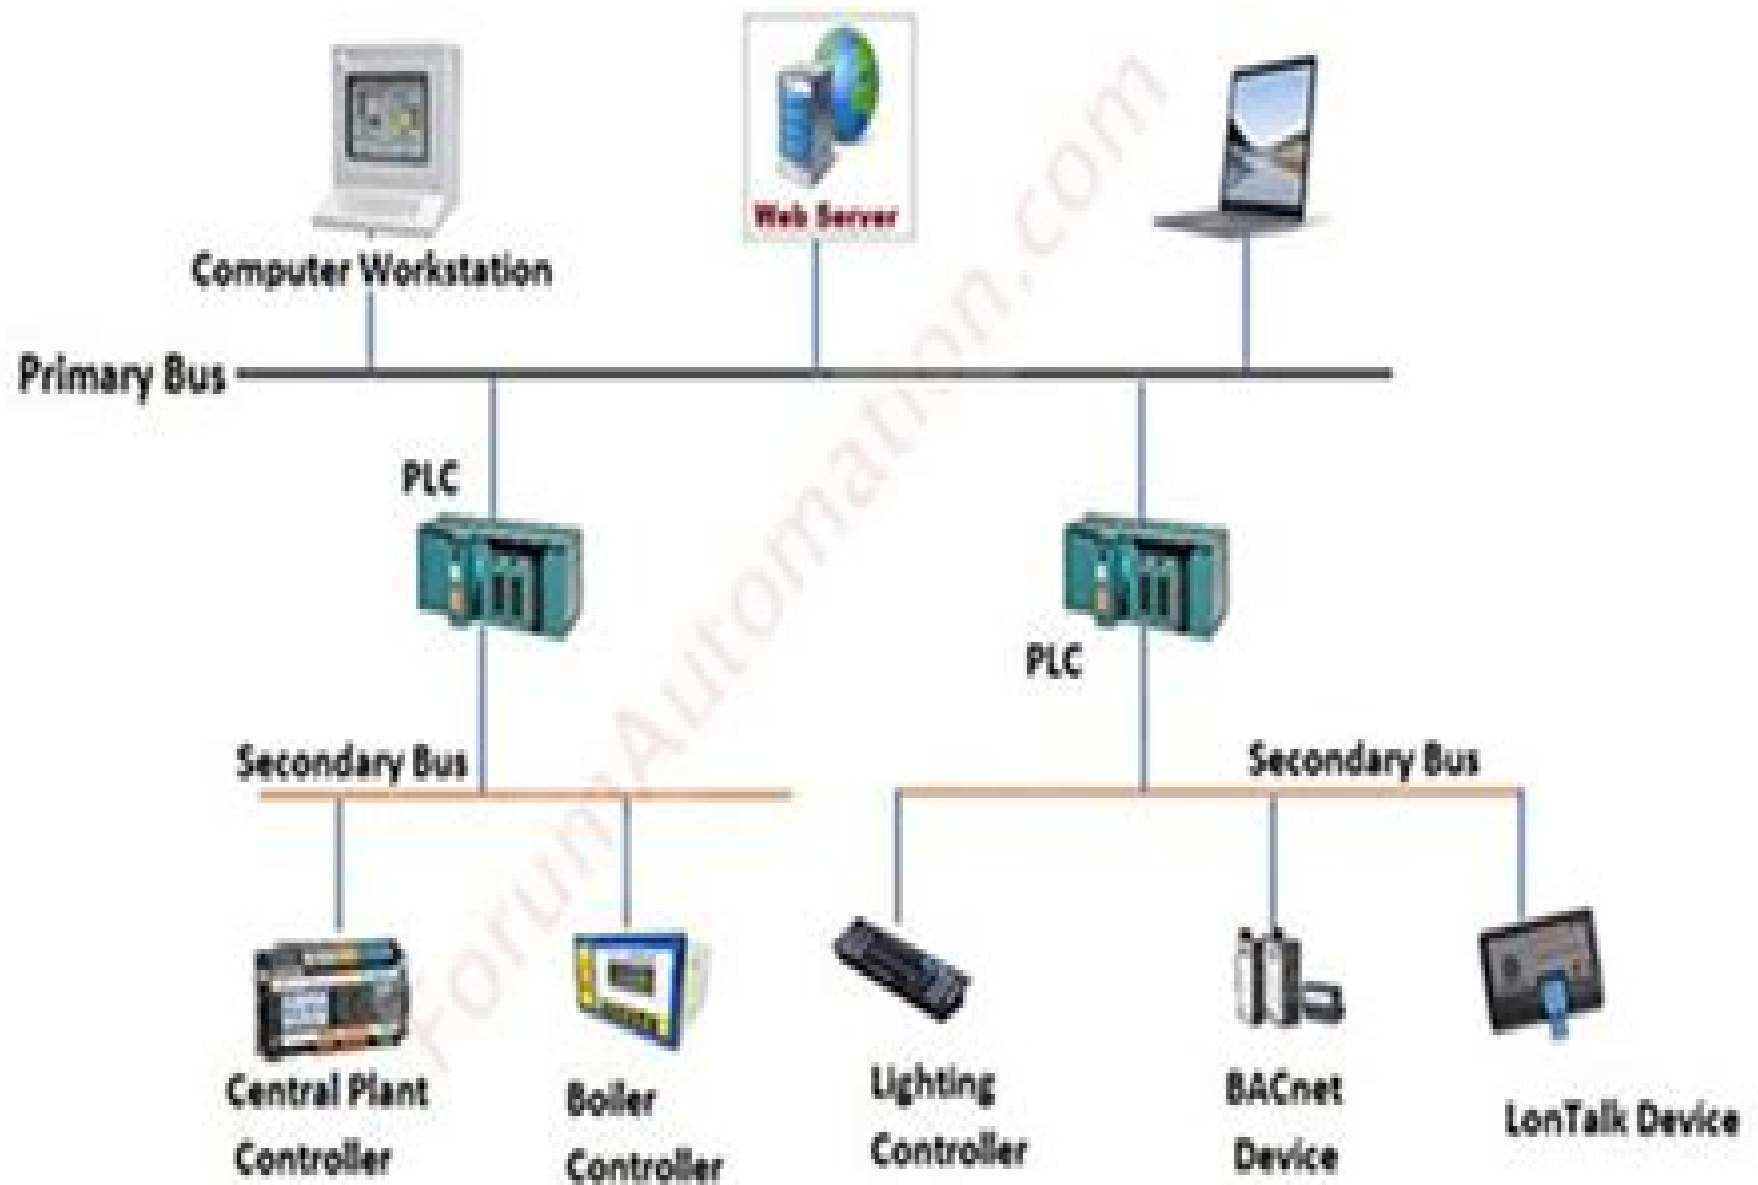 Web Server
Computer Workstation
Primary Bus
PLC
PLC
Secondary Bus
Secondary Bus
Central Plant
Controller
Boiler
Controller
Lighting
Controller
BACnet
Device
LonTalk Device
ForumAutomation.com